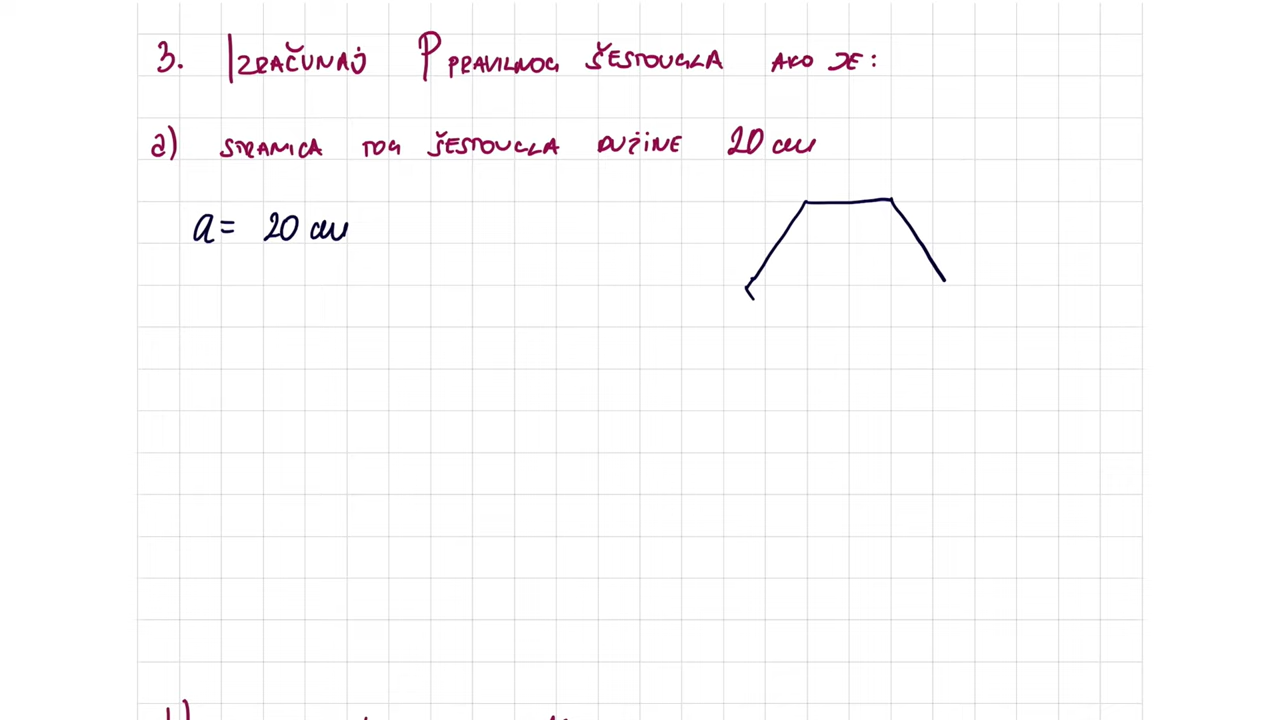 3. IZRAČUNAJ P PRAVILNOG ŠESTOUGLA AKO JE:
a) STRANICA TOG ŠESTOUGLA DUŽINE 20 cm
a = 20 cm